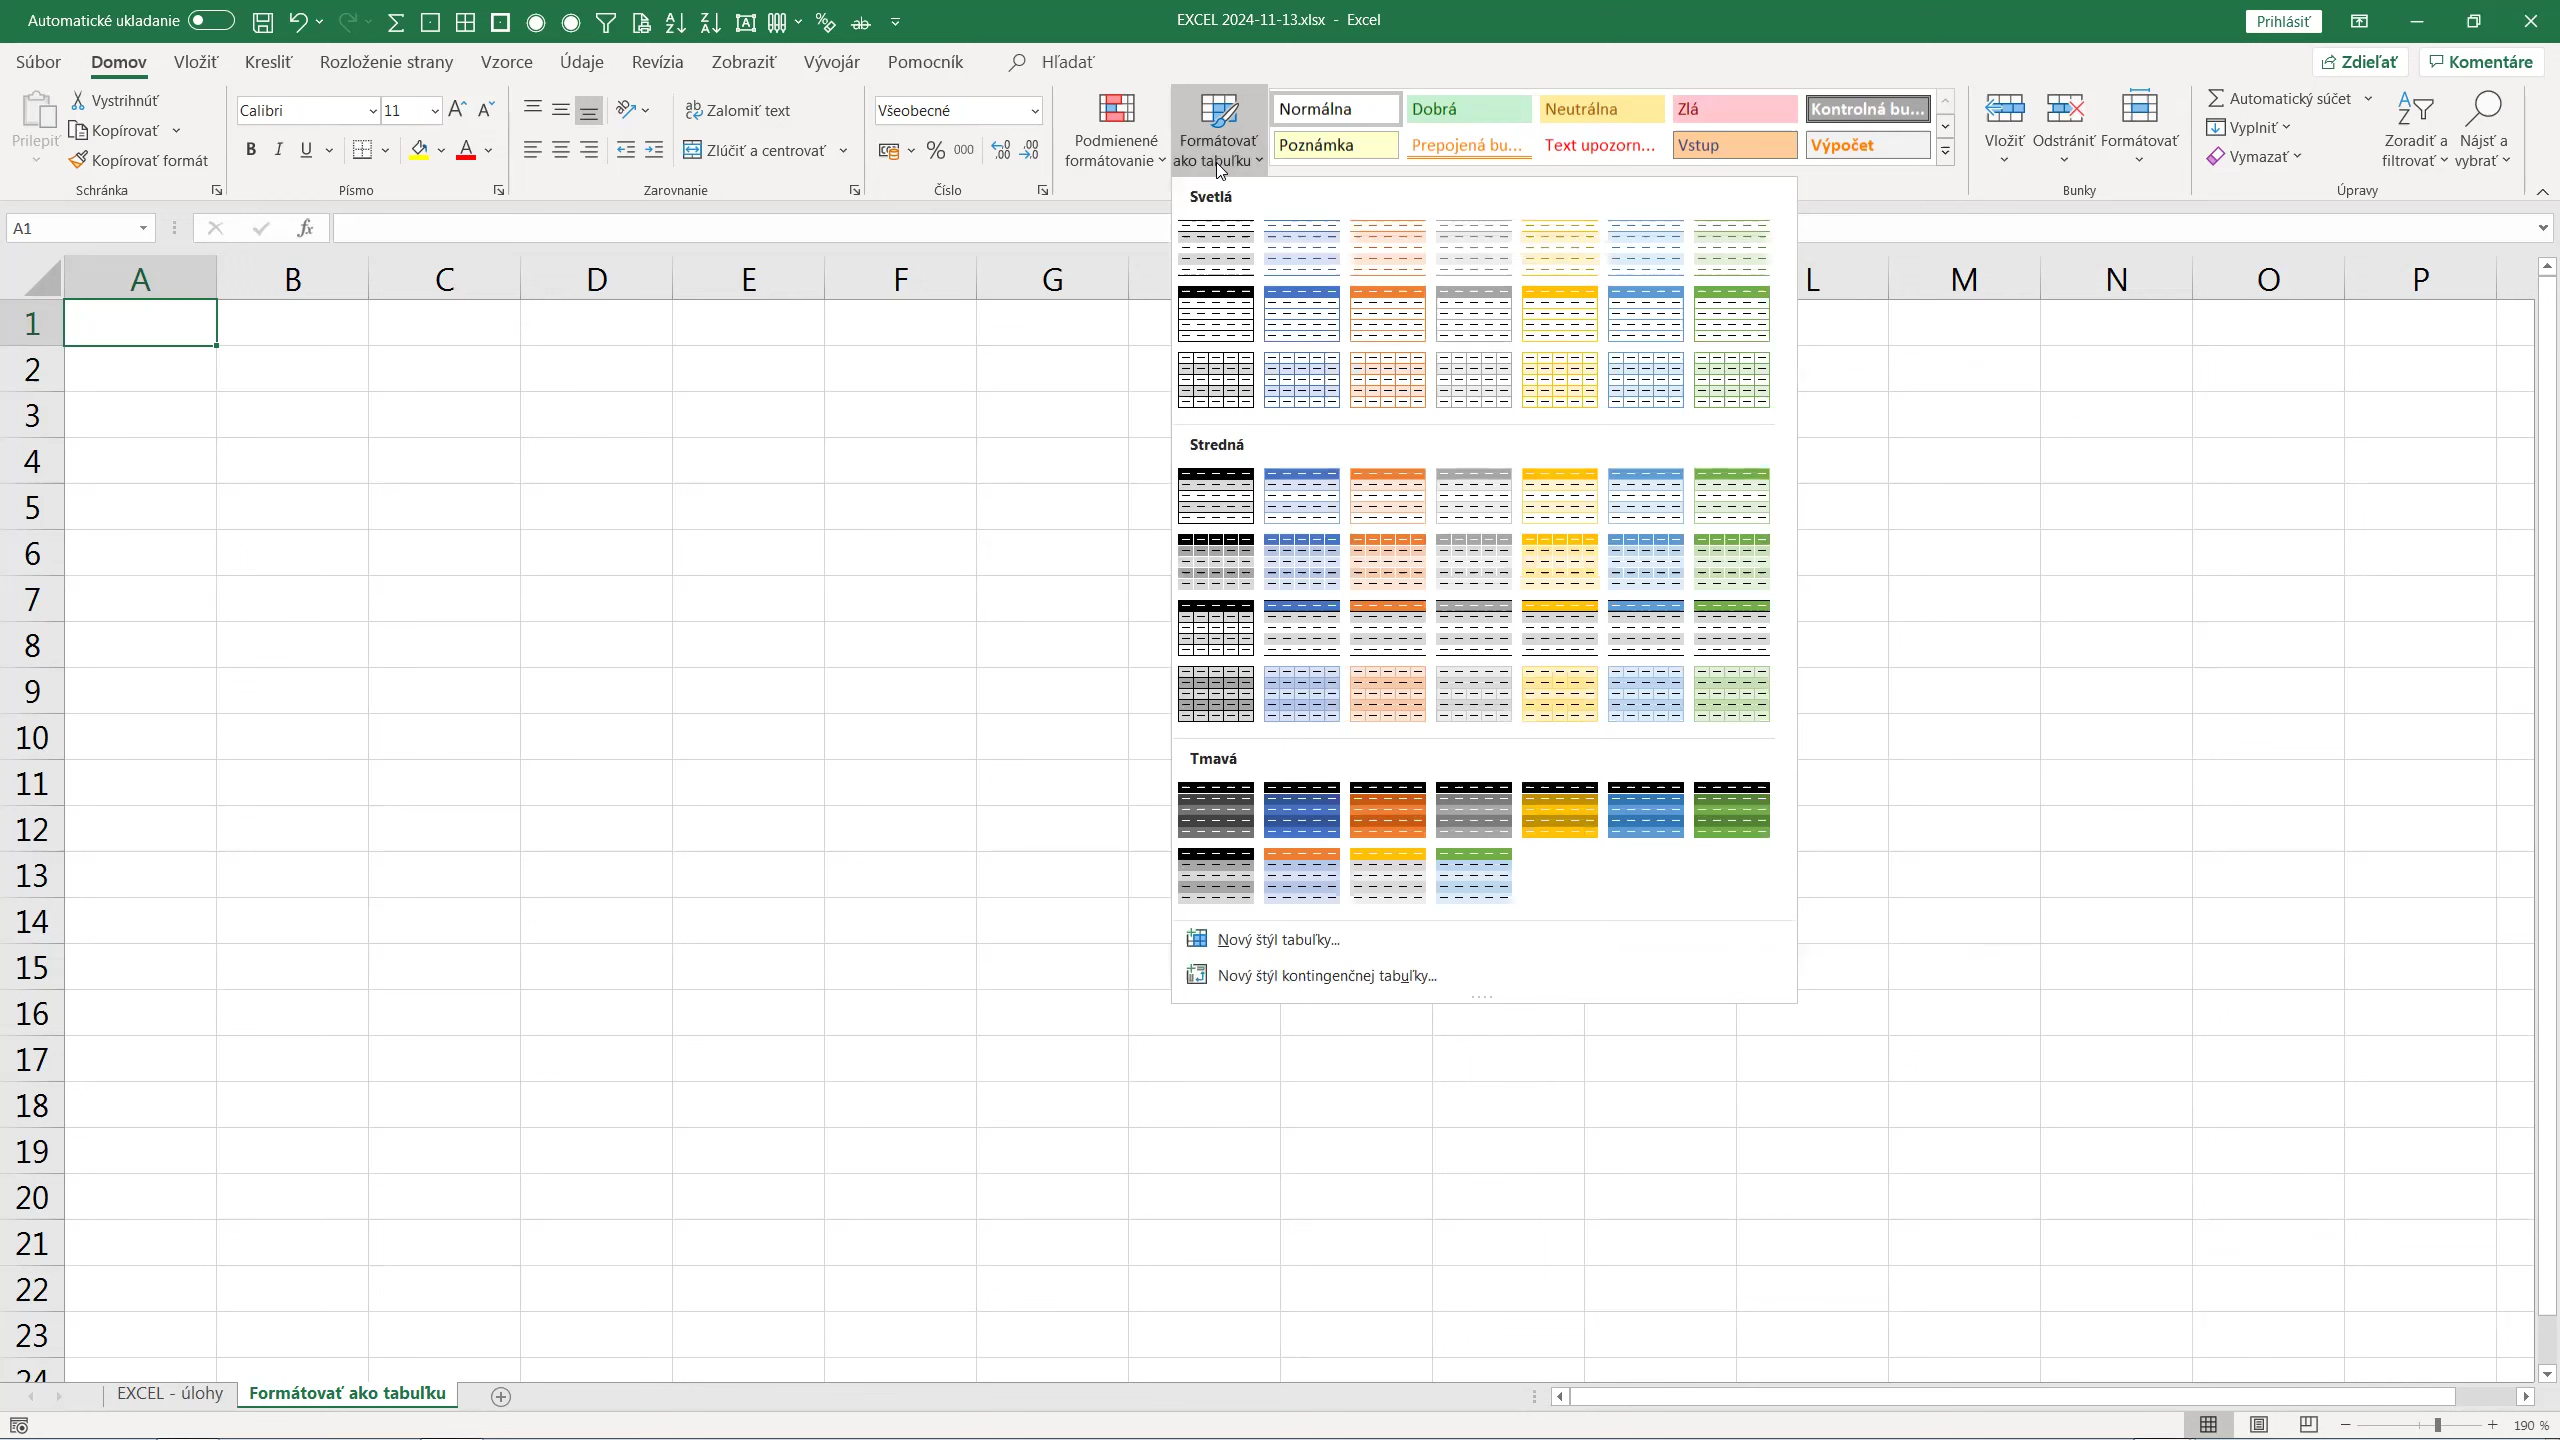 Automatické ukladanie
EXCEL 2024-11-13.xlsx - Excel
Prihlásiť
Súbor Domov Vložiť Kresliť Rozloženie strany Vzorce Údaje Revízia Zobraziť Vývojár Pomocník Hľadať
Zdieľať Komentáre
Prilepiť
Vystrihnúť
Kopírovať
Kopírovať formát
Schránka
Calibri 11
B I U
Písmo
Zalomiť text
Zlúčiť a centrovať
Zarovnanie
Všeobecné
% 000
Číslo
Podmienené
formátovanie
Formátovať
ako tabuľku
Normálna Dobrá Neutrálna Zlá Kontrolná bu...
Poznámka Prepojená bu... Text upozorn... Vstup Výpočet
Vložiť Odstrániť Formátovať
Bunky
Automatický súčet
Vyplniť
Vymazať
Zoradiť a
filtrovať
Nájsť a
vybrať
Úpravy
A1
fx
Svetlá
Stredná
Tmavá
Nový štýl tabuľky...
Nový štýl kontingenčnej tabuľky...
A B C D E F G L M N O P
1
2
3
4
5
6
7
8
9
10
11
12
13
14
15
16
17
18
19
20
21
22
23
24
EXCEL - úlohy Formátovať ako tabuľku
190 %